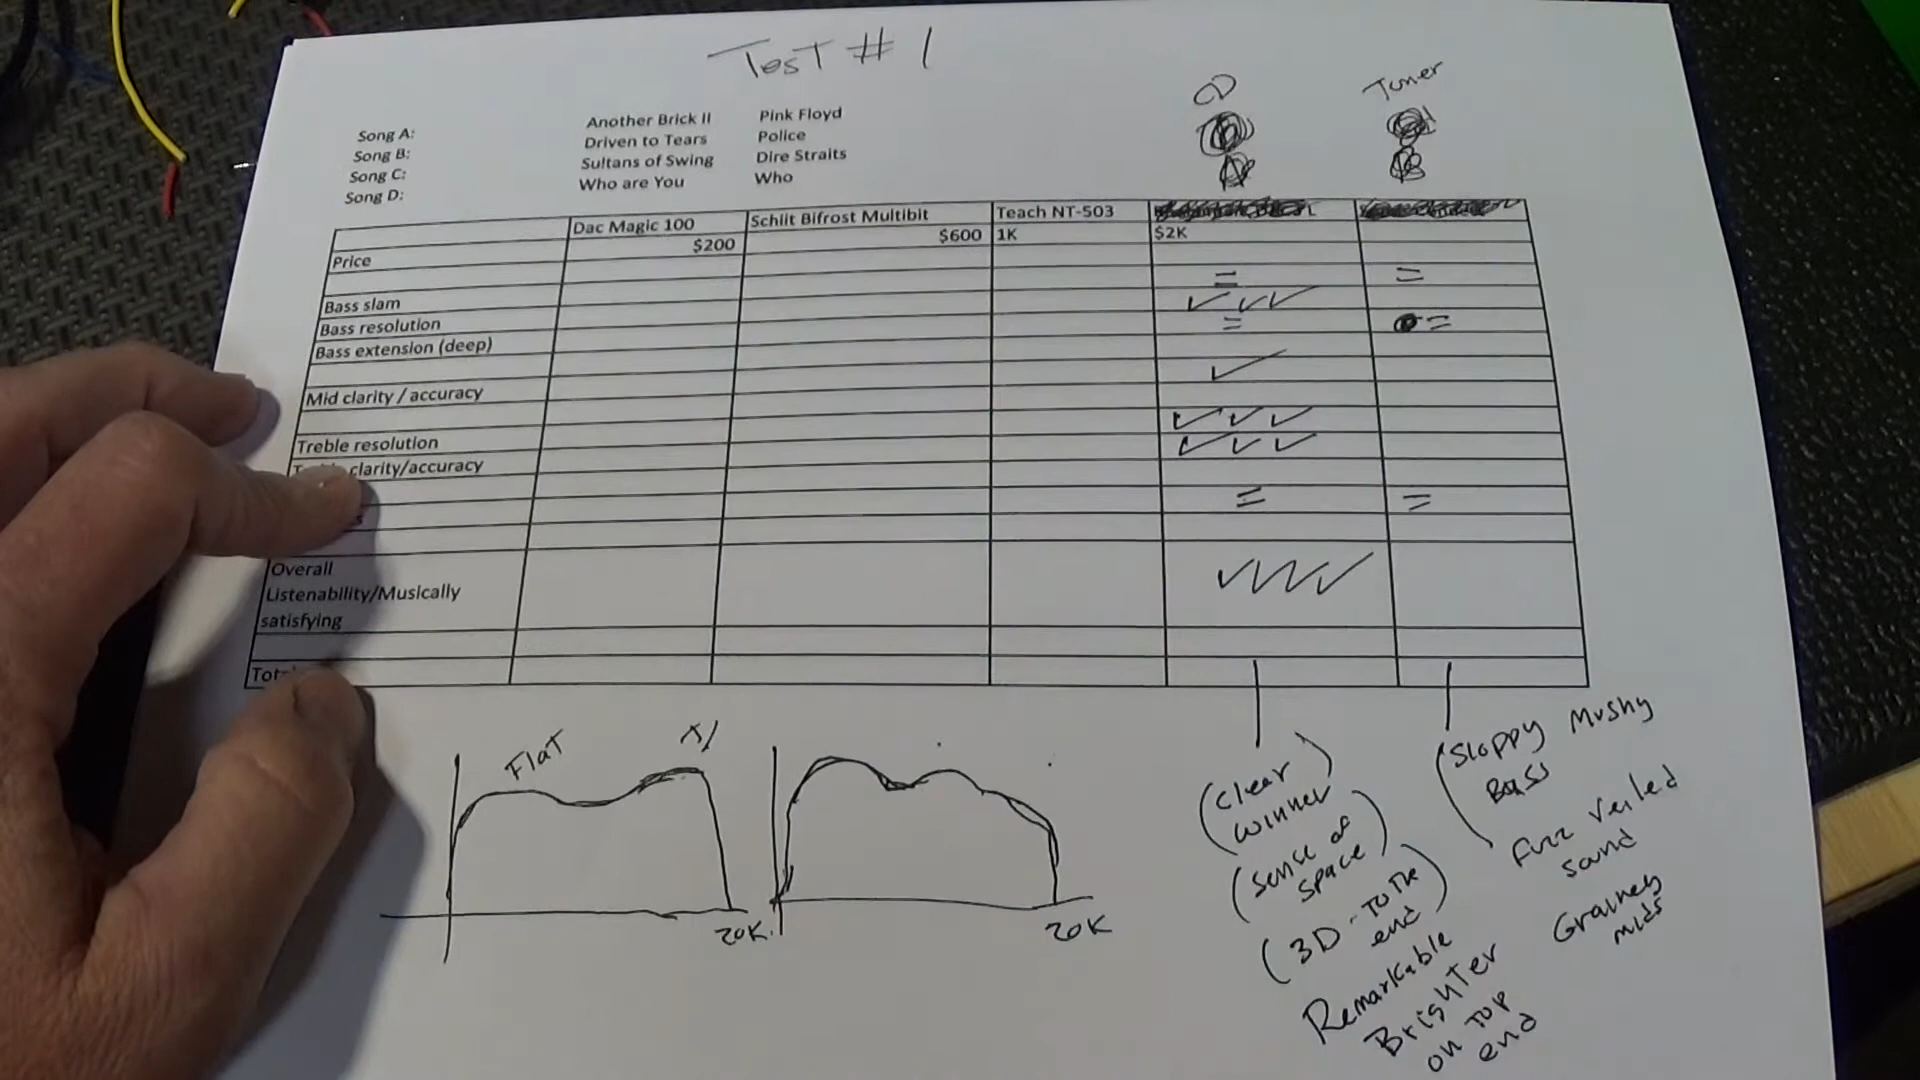 Test #1
CD
Tuner
Song A:
Another Brick II
Pink Floyd
Song B:
Driven to Tears
Police
Song C:
Sultans of Swing
Dire Straits
Song D:
Who are You
Who
Dac Magic 100
Schlit Bifrost Multibit
Teach NT-503
Price
$200
$600
1K
$2K
= =
Bass slam
✓ ✓ ✓
Bass resolution
= =
Bass extension (deep)
✓
Mid clarity / accuracy
✓ ✓ ✓
Treble resolution
✓ ✓ ✓
clarity/accuracy
= =
Overall
Listenability/Musically
satisfying
✓✓✓✓
Tot
Flat
20K
20K
(Clear
Winner)
(Sense of
Space)
(3D - to the
end)
Remarkable
Brighter
on top
end
(Sloppy Mushy
Bass
Fuzz veiled
sound
Grainey
mids